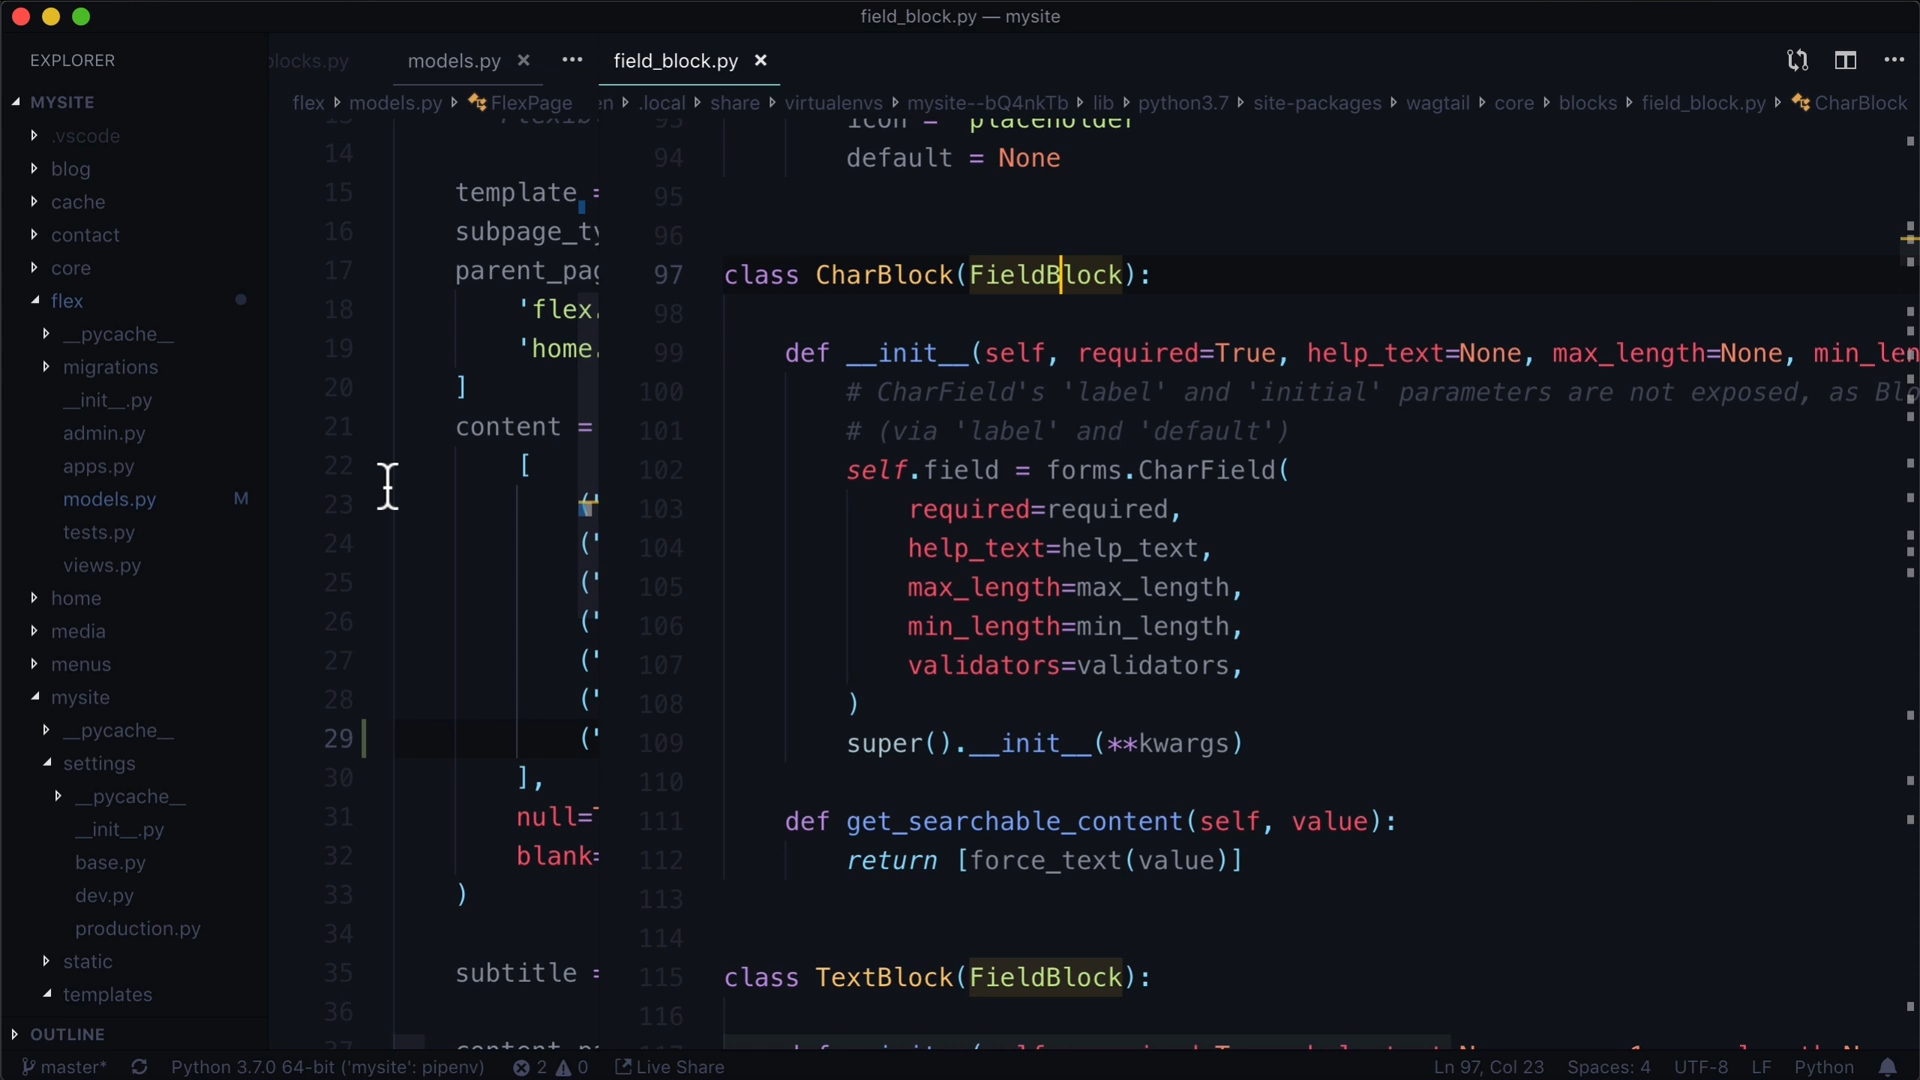 field_block.py — mysite
EXPLORER
MYSITE
.vscode
blog
cache
contact
core
flex
__pycache__
migrations
__init__.py
admin.py
apps.py
models.py M
tests.py
views.py
home
media
menus
mysite
__pycache__
settings
__pycache__
__init__.py
base.py
dev.py
production.py
static
templates
OUTLINE
locks.py models.py × ···
flex models.py FlexPage
14
15 template =
16 subpage_ty
17 parent_pag
18 'flex.
19 'home.
20 ]
21 content =
22 [
23 ("
24 ("
25 ("
26 ("
27 ("
28 ("
29 ("
30 ],
31 null=T
32 blank=
33 )
34
35 subtitle =
36
field_block.py × ···
en .local share virtualenvs mysite--bQ4nkTb lib python3.7 site-packages wagtail core blocks field_block.py CharBlock
93 icon = "placeholder"
94 default = None
95
96
97 class CharBlock(FieldBlock):
98
99 def __init__(self, required=True, help_text=None, max_length=None, min_len
100 # CharField's 'label' and 'initial' parameters are not exposed, as Blo
101 # (via 'label' and 'default')
102 self.field = forms.CharField(
103 required=required,
104 help_text=help_text,
105 max_length=max_length,
106 min_length=min_length,
107 validators=validators,
108 )
109 super().__init__(**kwargs)
110
111 def get_searchable_content(self, value):
112 return [force_text(value)]
113
114
115 class TextBlock(FieldBlock):
116
master* Python 3.7.0 64-bit ('mysite': pipenv) 2 0 Live Share Ln 97, Col 23 Spaces: 4 UTF-8 LF Python